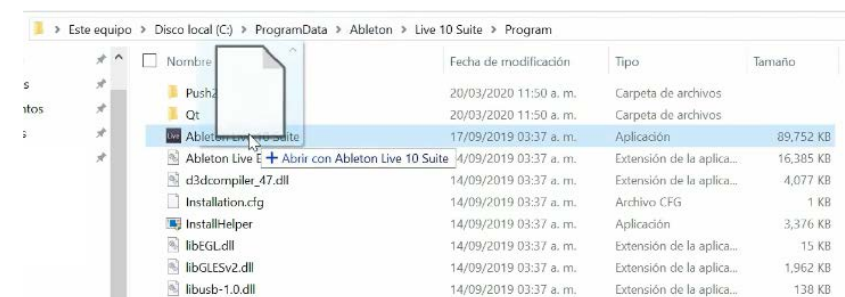 > Este equipo > Disco local (C:) > ProgramData > Ableton > Live 10 Suite > Program
Nombre Fecha de modificación Tipo Tamaño
Push2 20/03/2020 11:50 a. m. Carpeta de archivos
Qt 20/03/2020 11:50 a. m. Carpeta de archivos
Live Ableton Live 10 Suite 17/09/2019 03:37 a. m. Aplicación 89,752 KB
Ableton Live E + Abrir con Ableton Live 10 Suite 4/09/2019 03:37 a. m. Extensión de la aplica... 16,385 KB
d3dcompiler_47.dll 14/09/2019 03:37 a. m. Extensión de la aplica... 4,077 KB
Installation.cfg 14/09/2019 03:37 a. m. Archivo CFG 1 KB
InstallHelper 14/09/2019 03:37 a. m. Aplicación 3,376 KB
libEGL.dll 14/09/2019 03:37 a. m. Extensión de la aplica... 15 KB
libGLESv2.dll 14/09/2019 03:37 a. m. Extensión de la aplica... 1,962 KB
libusb-1.0.dll 14/09/2019 03:37 a. m. Extensión de la aplica... 138 KB